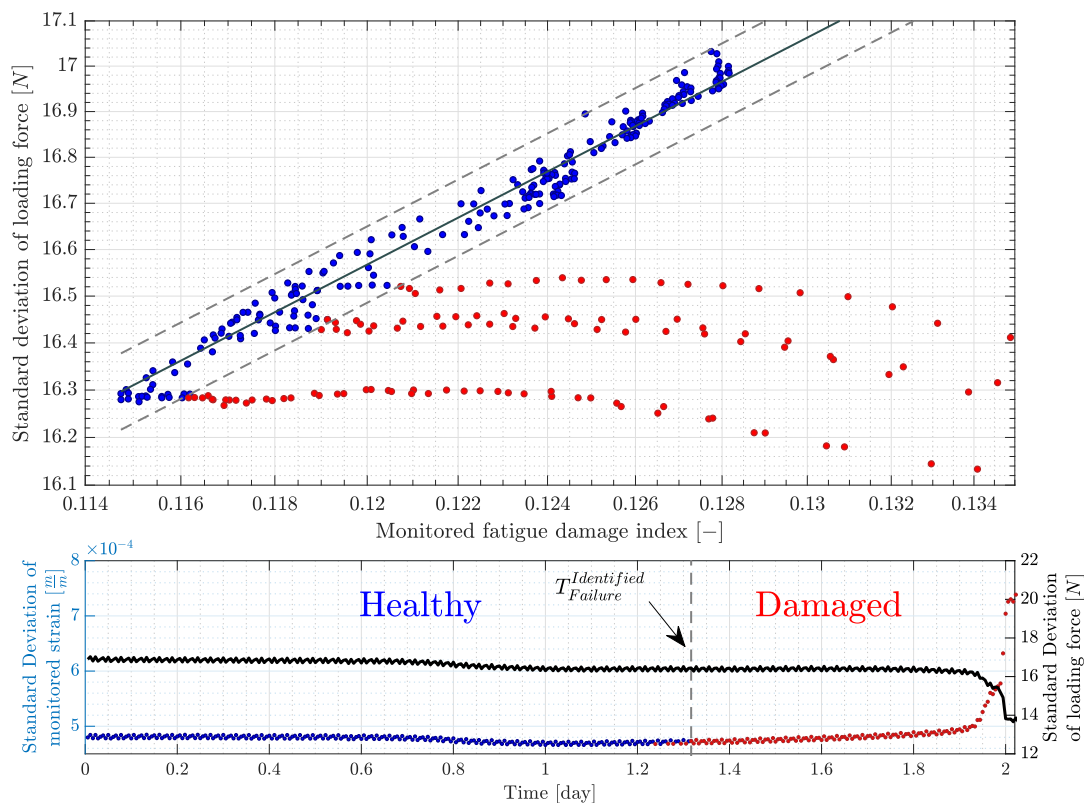 17.1
17
16.9
16.8
16.7
16.6
16.5
16.4
16.3
16.2
16.1
Standard deviation of loading force [N]
0.114 0.116 0.118 0.12 0.122 0.124 0.126 0.128 0.13 0.132 0.134
Monitored fatigue damage index [−]
×10⁻⁴
8
7
6
5
Standard Deviation of
monitored strain [m/m]
Healthy
T_{Failure}^{Identified}
Damaged
22
20
18
16
14
12
Standard Deviation
of loading force [N]
0 0.2 0.4 0.6 0.8 1 1.2 1.4 1.6 1.8 2
Time [day]